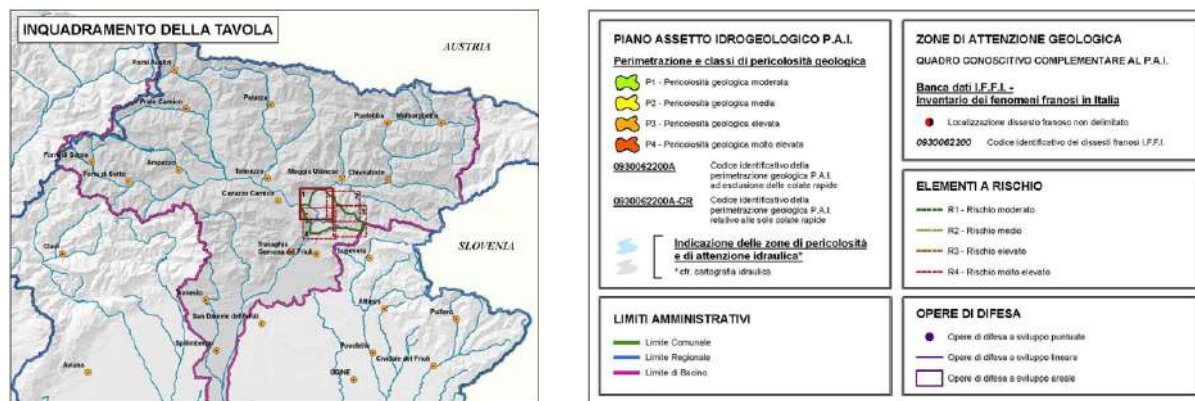 INQUADRAMENTO DELLA TAVOLA
AUSTRIA
Forni Avoltri
Prato Carnico
Paluzza
Pontebba
Malborghetto
Forni di Sopra
Forni di Sotto
Ampezzo
Tolmezzo
Moggio Udinese
Chiusaforte
Cavazzo Carnico
SLOVENIA
Claut
Trasaghis
Gemona del Friuli
Lusevera
Travesio
San Daniele del Friuli
Attimis
Pulfero
Spilimbergo
Povoletto
Cividale del Friuli
Aviano
UDINE
PIANO ASSETTO IDROGEOLOGICO P.A.I.
Perimetrazione e classi di pericolosità geologica
P1 - Pericolosità geologica moderata
P2 - Pericolosità geologica media
P3 - Pericolosità geologica elevata
P4 - Pericolosità geologica molto elevata
0930062200A
Codice identificativo della
perimetrazione geologica P.A.I.
ad esclusione delle colate rapide
0930062200A-CR
Codice identificativo della
perimetrazione geologica P.A.I.
relative alle sole colate rapide
Indicazione delle zone di pericolosità
e di attenzione idraulica*
* cfr. cartografia idraulica
LIMITI AMMINISTRATIVI
Limite Comunale
Limite Regionale
Limite di Bacino
ZONE DI ATTENZIONE GEOLOGICA
QUADRO CONOSCITIVO COMPLEMENTARE AL P.A.I.
Banca dati I.F.F.I. -
Inventario dei fenomeni franosi in Italia
Localizzazione dissesto franoso non delimitato
0930062200 Codice identificativo dei dissesti franosi I.F.F.I.
ELEMENTI A RISCHIO
R1 - Rischio moderato
R2 - Rischio medio
R3 - Rischio elevato
R4 - Rischio molto elevato
OPERE DI DIFESA
Opere di difesa a sviluppo puntuale
Opere di difesa a sviluppo lineare
Opere di difesa a sviluppo areale